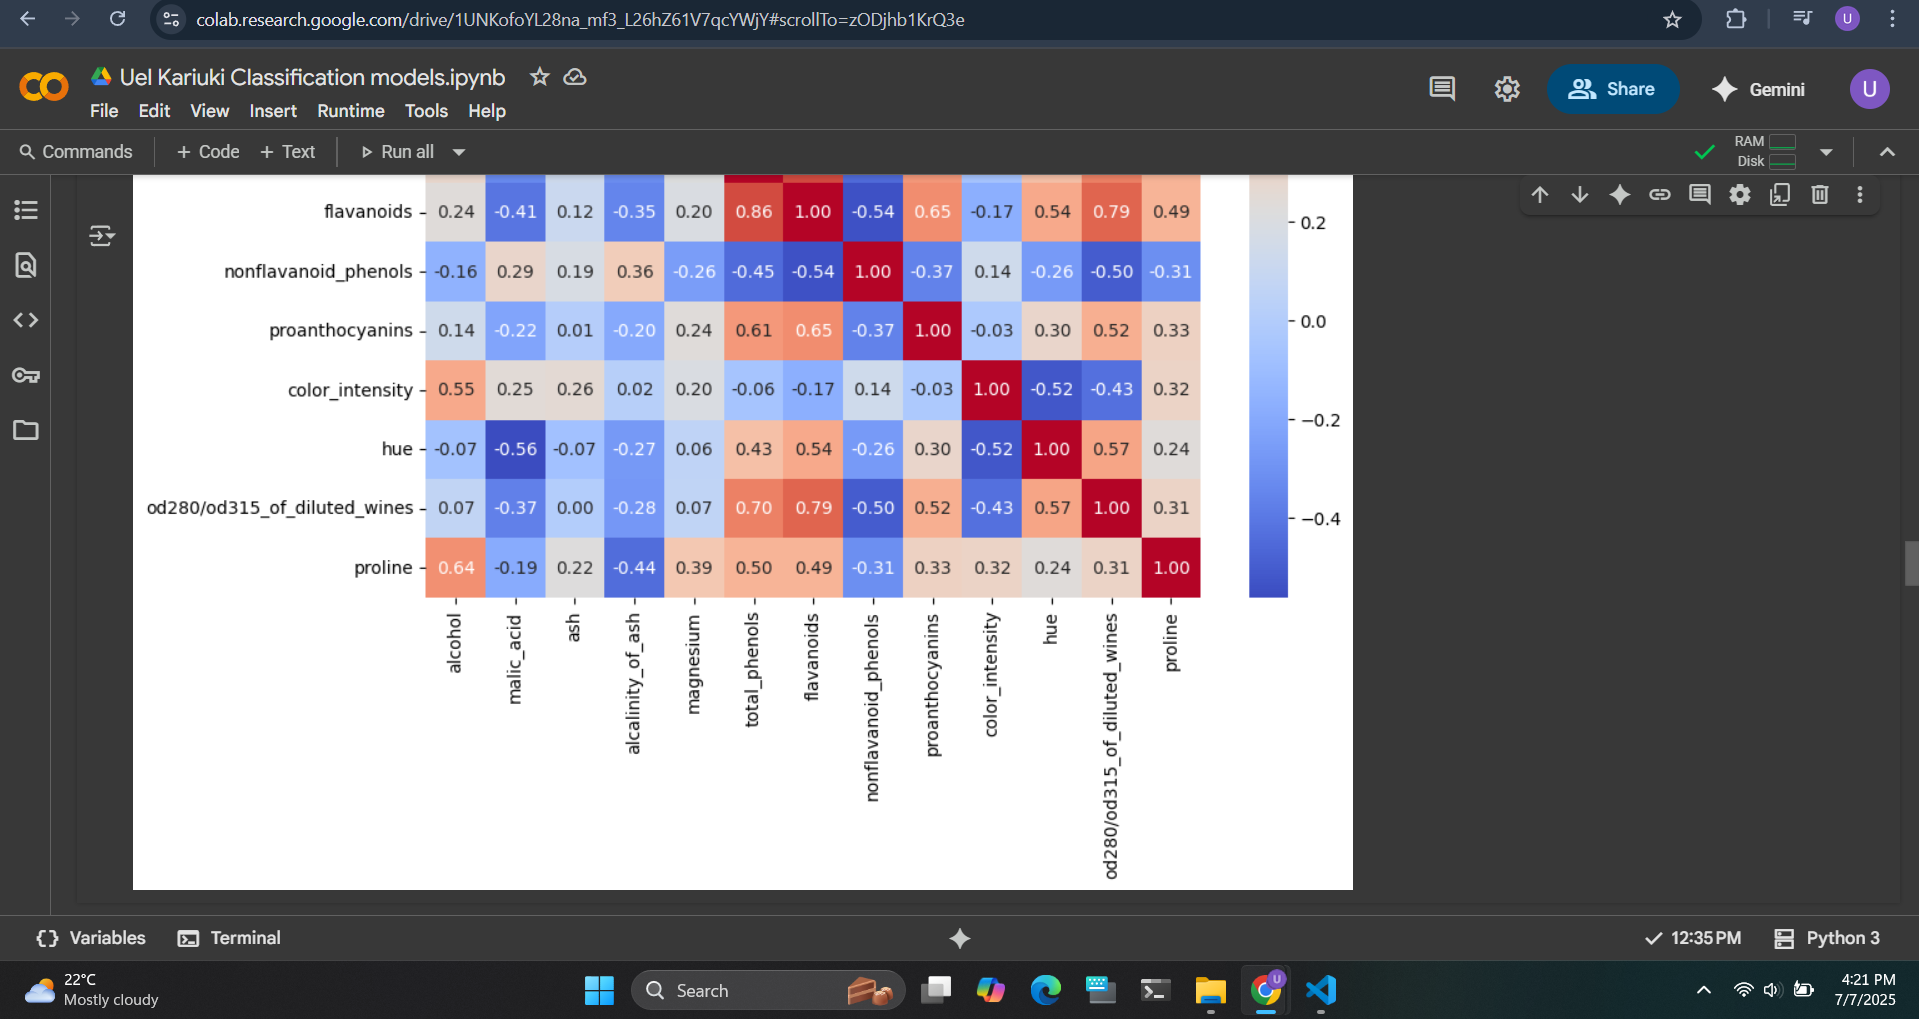 colab.research.google.com/drive/1UNKofoYL28na_mf3_L26hZ61V7qcYWjY#scrollTo=zODjhb1KrQ3e
U
Uel Kariuki Classification models.ipynb
File Edit View Insert Runtime Tools Help
Share
Gemini
U
Commands + Code + Text Run all
RAM
Disk
flavanoids 0.24 -0.41 0.12 -0.35 0.20 0.86 1.00 -0.54 0.65 -0.17 0.54 0.79 0.49
nonflavanoid_phenols -0.16 0.29 0.19 0.36 -0.26 -0.45 -0.54 1.00 -0.37 0.14 -0.26 -0.50 -0.31
proanthocyanins 0.14 -0.22 0.01 -0.20 0.24 0.61 0.65 -0.37 1.00 -0.03 0.30 0.52 0.33
color_intensity 0.55 0.25 0.26 0.02 0.20 -0.06 -0.17 0.14 -0.03 1.00 -0.52 -0.43 0.32
hue -0.07 -0.56 -0.07 -0.27 0.06 0.43 0.54 -0.26 0.30 -0.52 1.00 0.57 0.24
od280/od315_of_diluted_wines 0.07 -0.37 0.00 -0.28 0.07 0.70 0.79 -0.50 0.52 -0.43 0.57 1.00 0.31
proline 0.64 -0.19 0.22 -0.44 0.39 0.50 0.49 -0.31 0.33 0.32 0.24 0.31 1.00
alcohol
malic_acid
ash
alcalinity_of_ash
magnesium
total_phenols
flavanoids
nonflavanoid_phenols
proanthocyanins
color_intensity
hue
od280/od315_of_diluted_wines
proline
0.2
0.0
−0.2
−0.4
Variables Terminal
12:35 PM Python 3
22°C
Mostly cloudy
Search
U
4:21 PM
7/7/2025